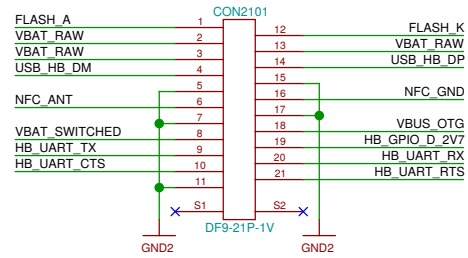 CON2101
FLASH_A 1
12 FLASH_K
VBAT_RAW 2
13 VBAT_RAW
VBAT_RAW 3
14 USB_HB_DP
USB_HB_DM 4
15
5
16 NFC_GND
NFC_ANT 6
17
7
18 VBUS_OTG
VBAT_SWITCHED 8
19 HB_GPIO_D_2V7
HB_UART_TX 9
20 HB_UART_RX
HB_UART_CTS 10
21 HB_UART_RTS
11
S1 S2
DF9-21P-1V
GND2 GND2